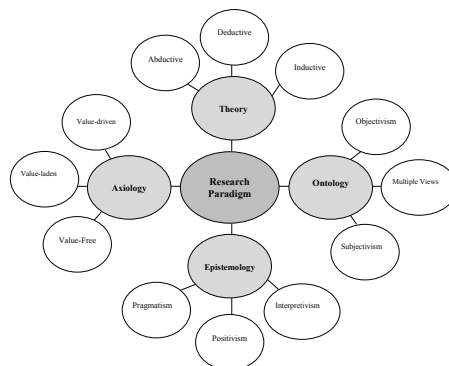 Deductive
Abductive
Inductive
Theory
Value-driven
Objectivism
Value-laden
Axiology
Research
Paradigm
Ontology
Multiple Views
Value-Free
Subjectivism
Epistemology
Pragmatism
Interpretivism
Positivism